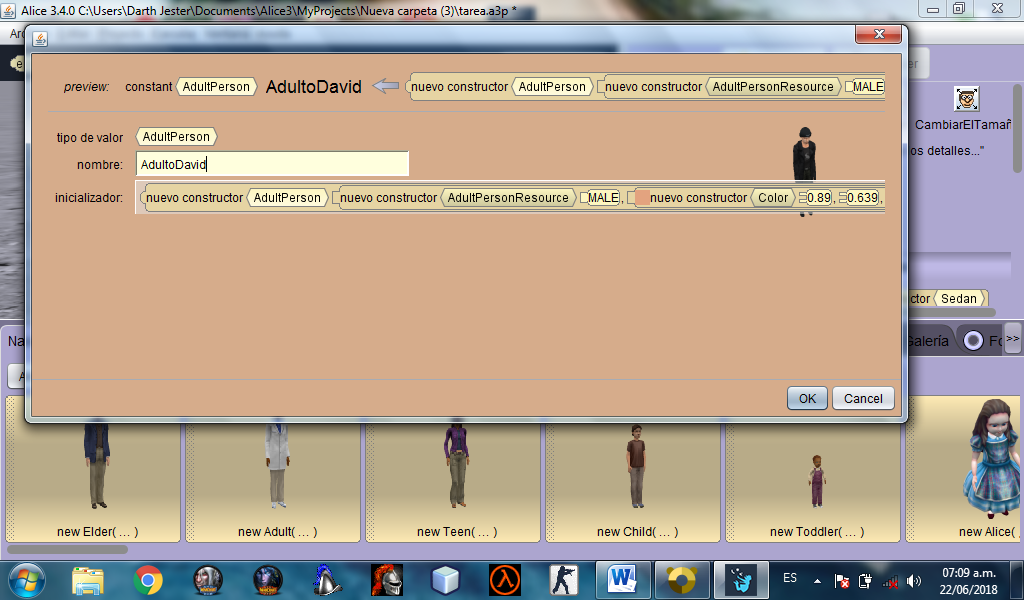 Alice 3.4.0 C:\Users\Darth Jester\Documents\Alice3\MyProjects\Nueva carpeta (3)\tarea.a3p *
preview: constant AdultPerson AdultoDavid nuevo constructor AdultPerson nuevo constructor AdultPersonResource MALE
tipo de valor AdultPerson
nombre: AdultoDavid
inicializador: nuevo constructor AdultPerson nuevo constructor AdultPersonResource MALE, nuevo constructor Color 0.89, 0.639,
CambiarElTamañ
os detalles..."
ctor Sedan
Na
alería Fo >>
OK Cancel
new Elder( ... ) new Adult( ... ) new Teen( ... ) new Child( ... ) new Toddler( ... ) new Alice(
ES 07:09 a.m.
22/06/2018